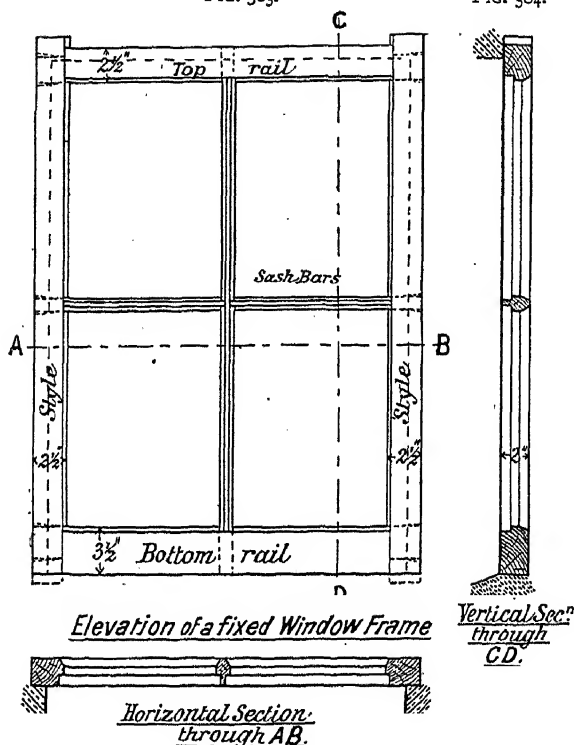 C
2½"
Top rail
Sash Bars
A
B
Style
Style
2½"
2½"
2"
3½"
Bottom rail
Elevation of a fixed Window Frame
Vertical Secⁿ
through
CD.
Horizontal Section
through AB.